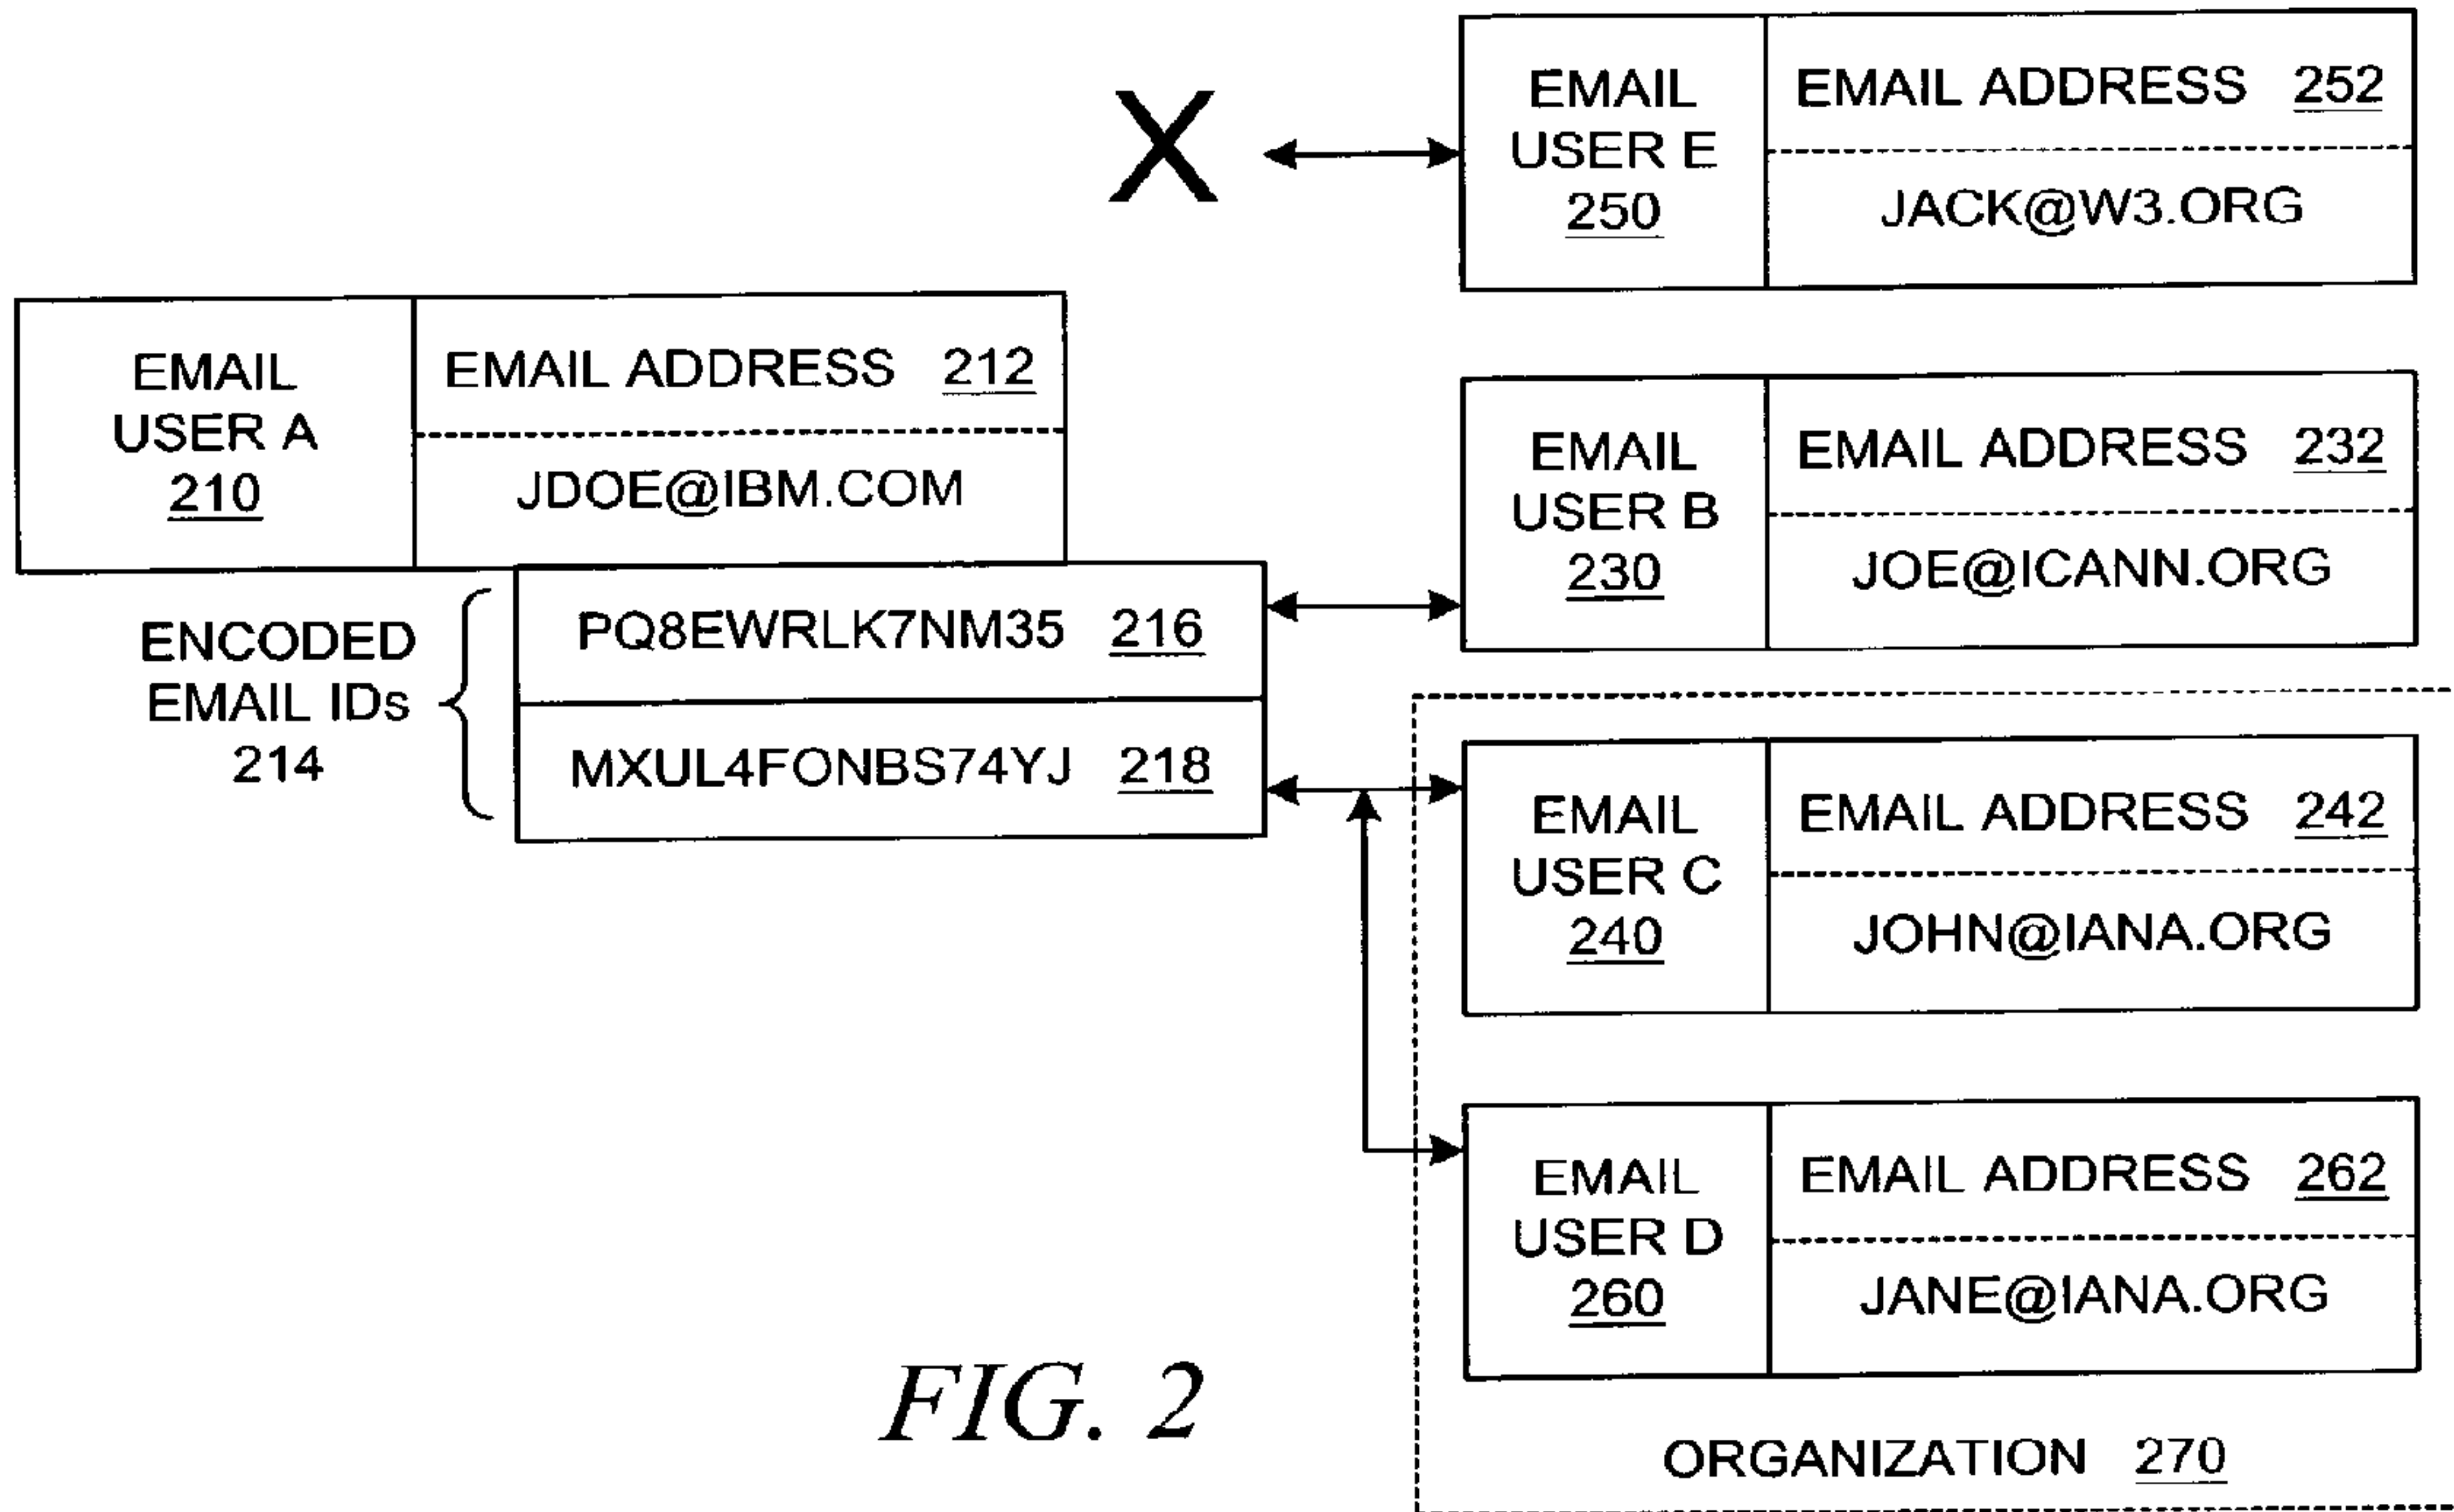 X
EMAIL
USER E
250
EMAIL ADDRESS 252
JACK@W3.ORG
EMAIL
USER A
210
EMAIL ADDRESS 212
JDOE@IBM.COM
ENCODED
EMAIL IDs
214
PQ8EWRLK7NM35 216
MXUL4FONBS74YJ 218
EMAIL
USER B
230
EMAIL ADDRESS 232
JOE@ICANN.ORG
EMAIL
USER C
240
EMAIL ADDRESS 242
JOHN@IANA.ORG
EMAIL
USER D
260
EMAIL ADDRESS 262
JANE@IANA.ORG
ORGANIZATION 270
FIG. 2